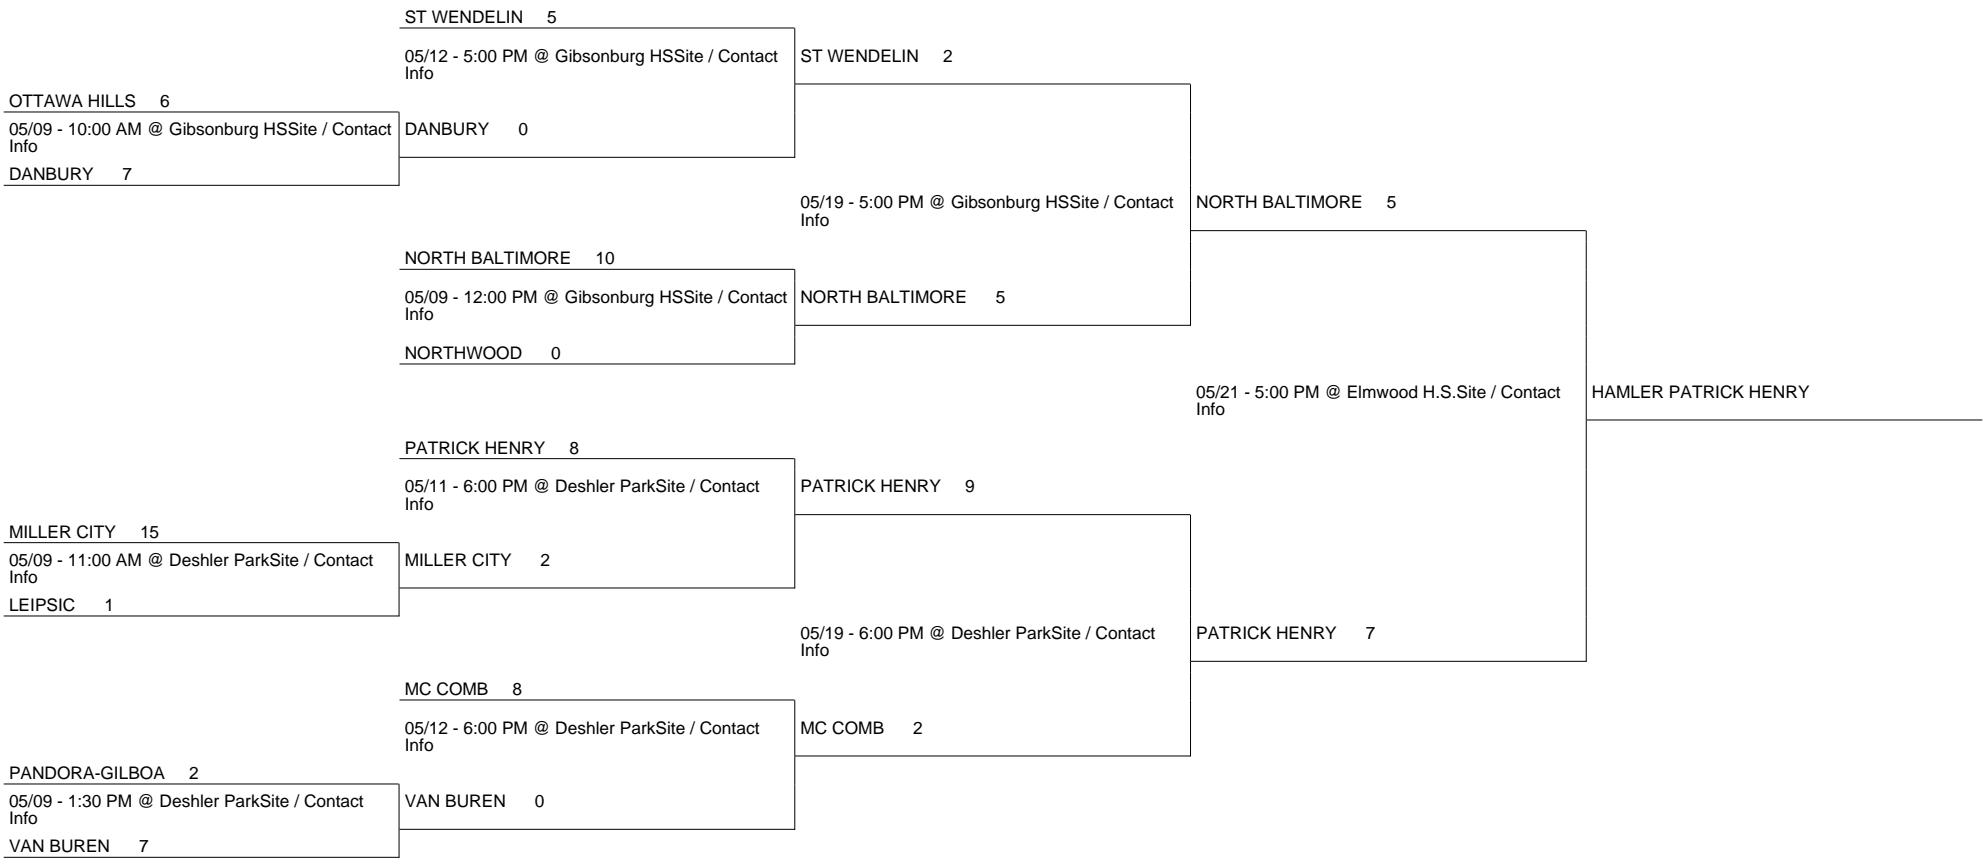 ST WENDELIN 5
05/12 - 5:00 PM @ Gibsonburg HSSite / Contact
Info
ST WENDELIN 2
OTTAWA HILLS 6
05/09 - 10:00 AM @ Gibsonburg HSSite / Contact
Info
DANBURY 0
DANBURY 7
05/19 - 5:00 PM @ Gibsonburg HSSite / Contact
Info
NORTH BALTIMORE 5
NORTH BALTIMORE 10
05/09 - 12:00 PM @ Gibsonburg HSSite / Contact
Info
NORTH BALTIMORE 5
NORTHWOOD 0
05/21 - 5:00 PM @ Elmwood H.S.Site / Contact
Info
HAMLER PATRICK HENRY
PATRICK HENRY 8
05/11 - 6:00 PM @ Deshler ParkSite / Contact
Info
PATRICK HENRY 9
MILLER CITY 15
05/09 - 11:00 AM @ Deshler ParkSite / Contact
Info
MILLER CITY 2
LEIPSIC 1
05/19 - 6:00 PM @ Deshler ParkSite / Contact
Info
PATRICK HENRY 7
MC COMB 8
05/12 - 6:00 PM @ Deshler ParkSite / Contact
Info
MC COMB 2
PANDORA-GILBOA 2
05/09 - 1:30 PM @ Deshler ParkSite / Contact
Info
VAN BUREN 0
VAN BUREN 7